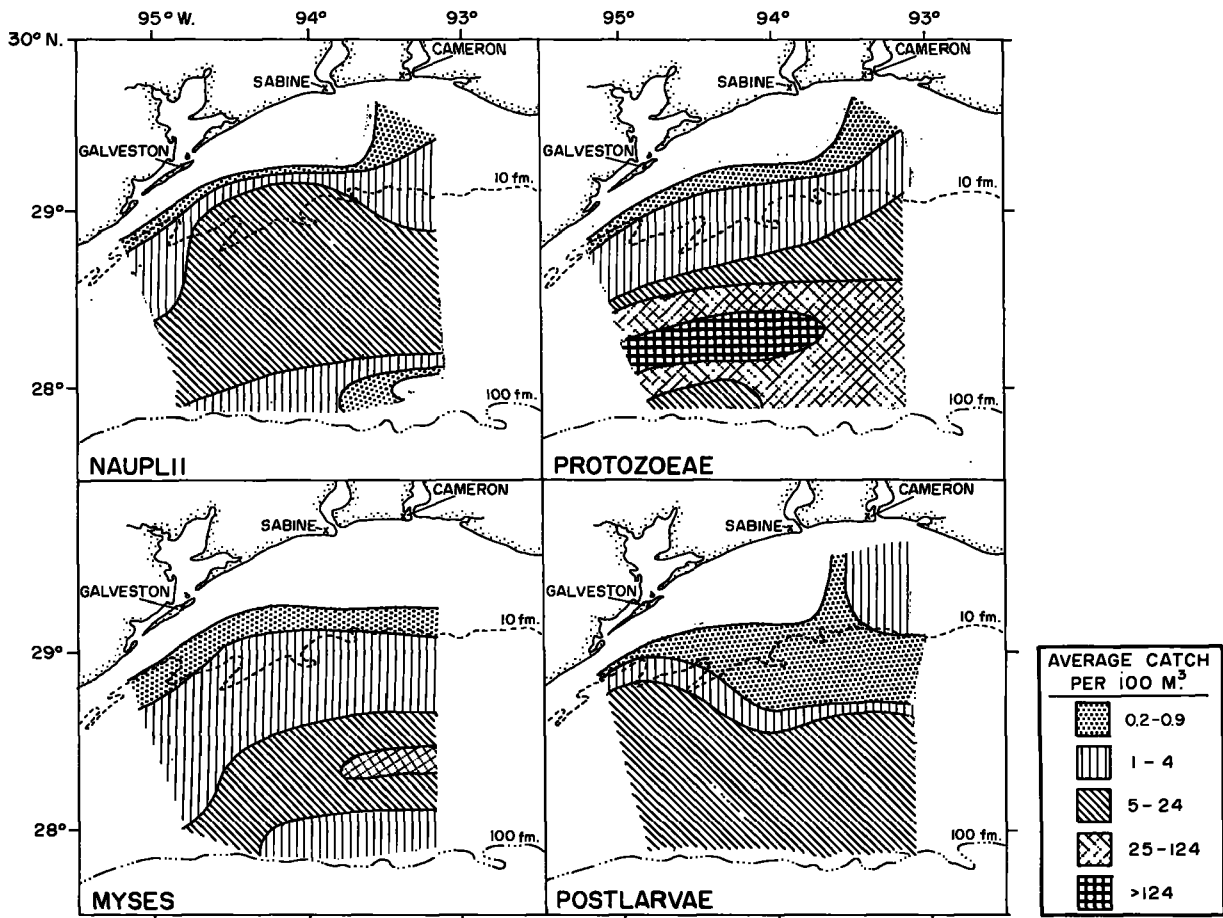 95° W. 94° 93° 95° 94° 93°
30° N.
CAMERON
SABINE
GALVESTON
10 fm.
29°
28°
100 fm.
NAUPLII
CAMERON
SABINE
GALVESTON
10 fm.
100 fm.
PROTOZOEAE
CAMERON
SABINE
GALVESTON
10 fm.
29°
28°
100 fm.
MYSES
CAMERON
SABINE
GALVESTON
10 fm.
100 fm.
POSTLARVAE
AVERAGE CATCH
PER 100 M³.
0.2-0.9
1 - 4
5 - 24
25-124
>124